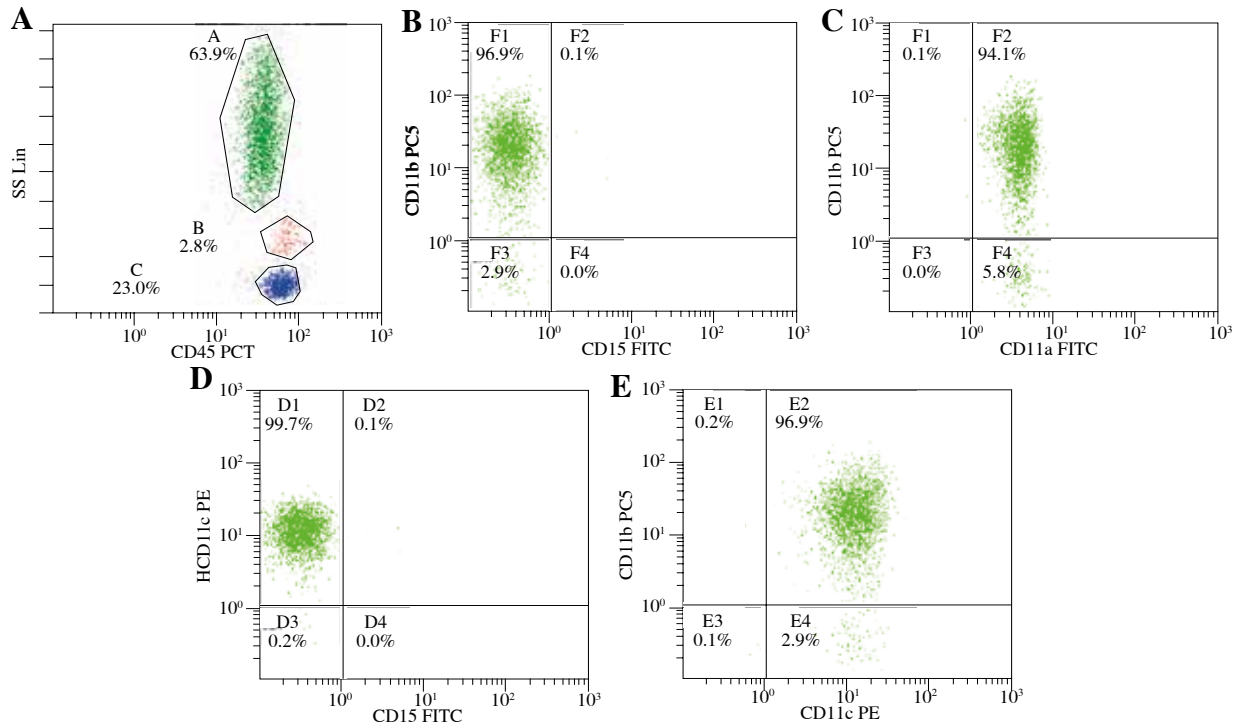 A
A
63.9%
B
2.8%
C
23.0%
SS Lin
10⁰
10¹
10²
10³
CD45 PCT
B
10³
10²
10¹
10⁰
CD11b PC5
F1
96.9%
F2
0.1%
F3
2.9%
F4
0.0%
10⁰
10¹
10²
10³
CD15 FITC
C
10³
10²
10¹
10⁰
CD11b PC5
F1
0.1%
F2
94.1%
F3
0.0%
F4
5.8%
10⁰
10¹
10²
10³
CD11a FITC
D
10³
10²
10¹
10⁰
HCD11c PE
D1
99.7%
D2
0.1%
D3
0.2%
D4
0.0%
10⁰
10¹
10²
10³
CD15 FITC
E
10³
10²
10¹
10⁰
CD11b PC5
E1
0.2%
E2
96.9%
E3
0.1%
E4
2.9%
10⁰
10¹
10²
10³
CD11c PE